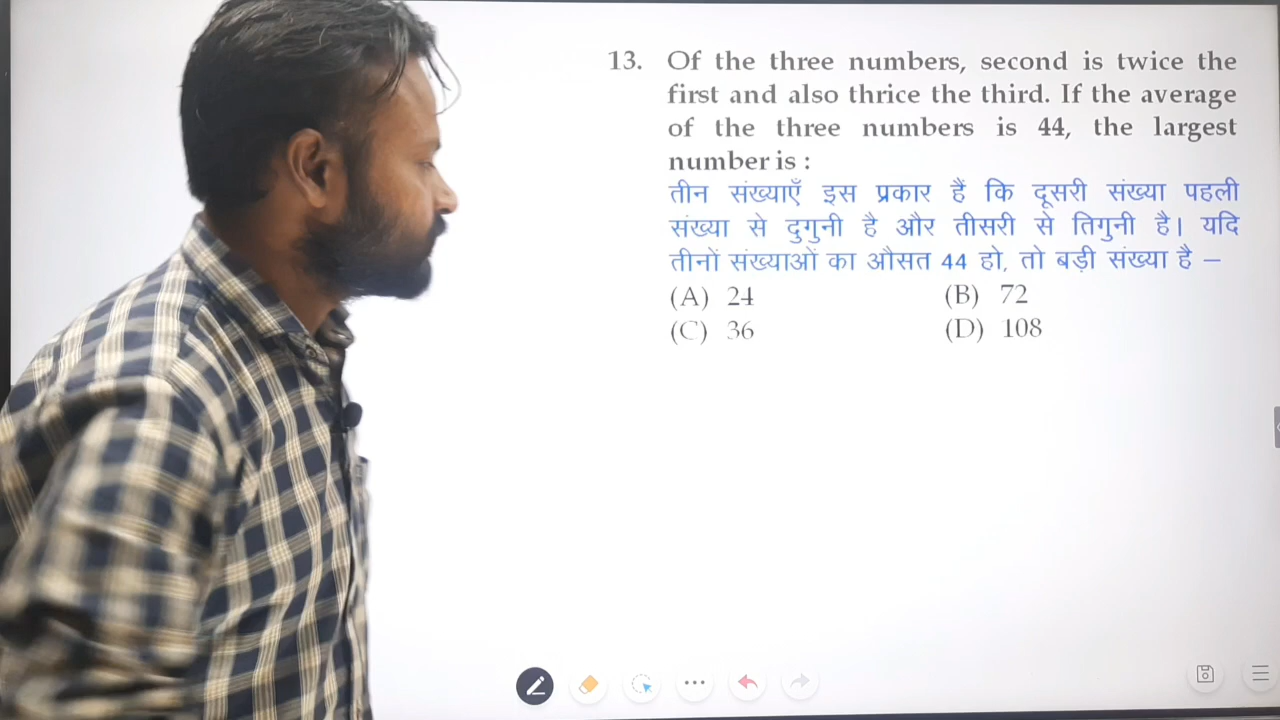 13. Of the three numbers, second is twice the
first and also thrice the third. If the average
of the three numbers is 44, the largest
number is :
तीन संख्याएँ इस प्रकार हैं कि दूसरी संख्या पहली
संख्या से दुगुनी है और तीसरी से तिगुनी है। यदि
तीनों संख्याओं का औसत 44 हो, तो बड़ी संख्या है –
(A) 24 (B) 72
(C) 36 (D) 108